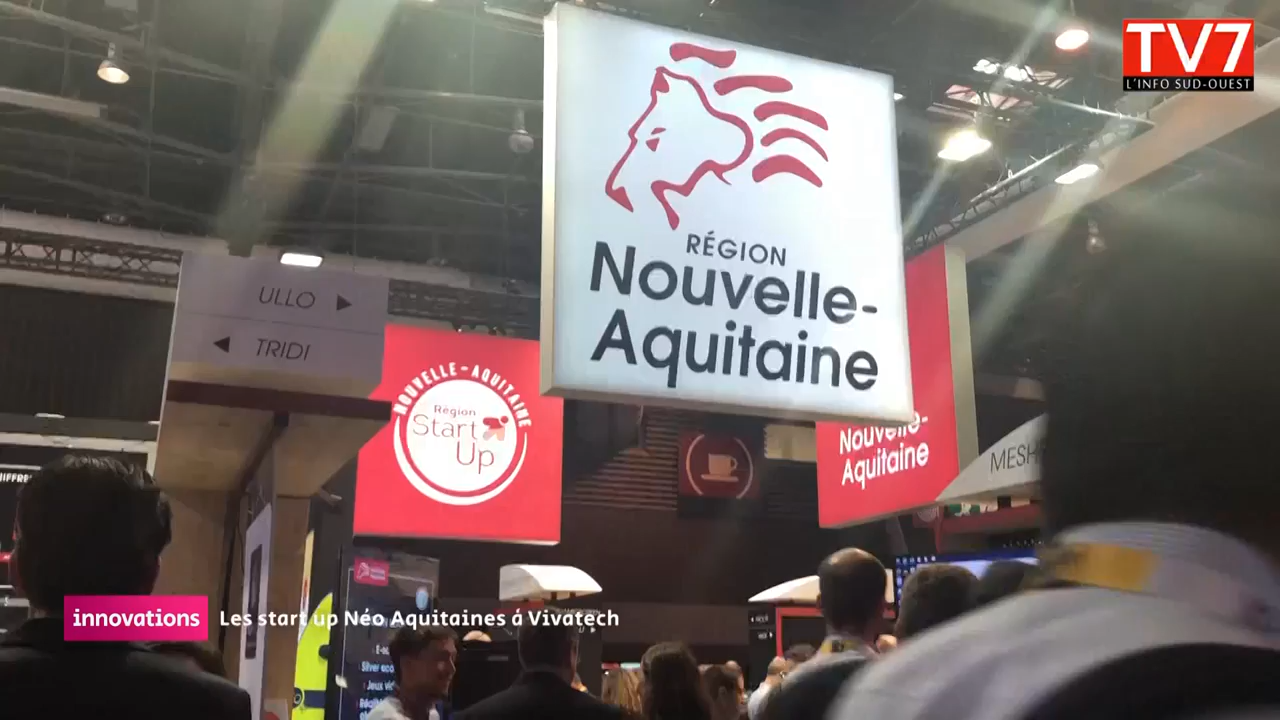 TV7
L'INFO SUD-OUEST
RÉGION
Nouvelle-
Aquitaine
ULLO
TRIDI
NOUVELLE-AQUITAINE
Région
Start
Up
Nouvelle-
Aquitaine
MESH
innovations
Les start up Néo Aquitaines á Vivatech